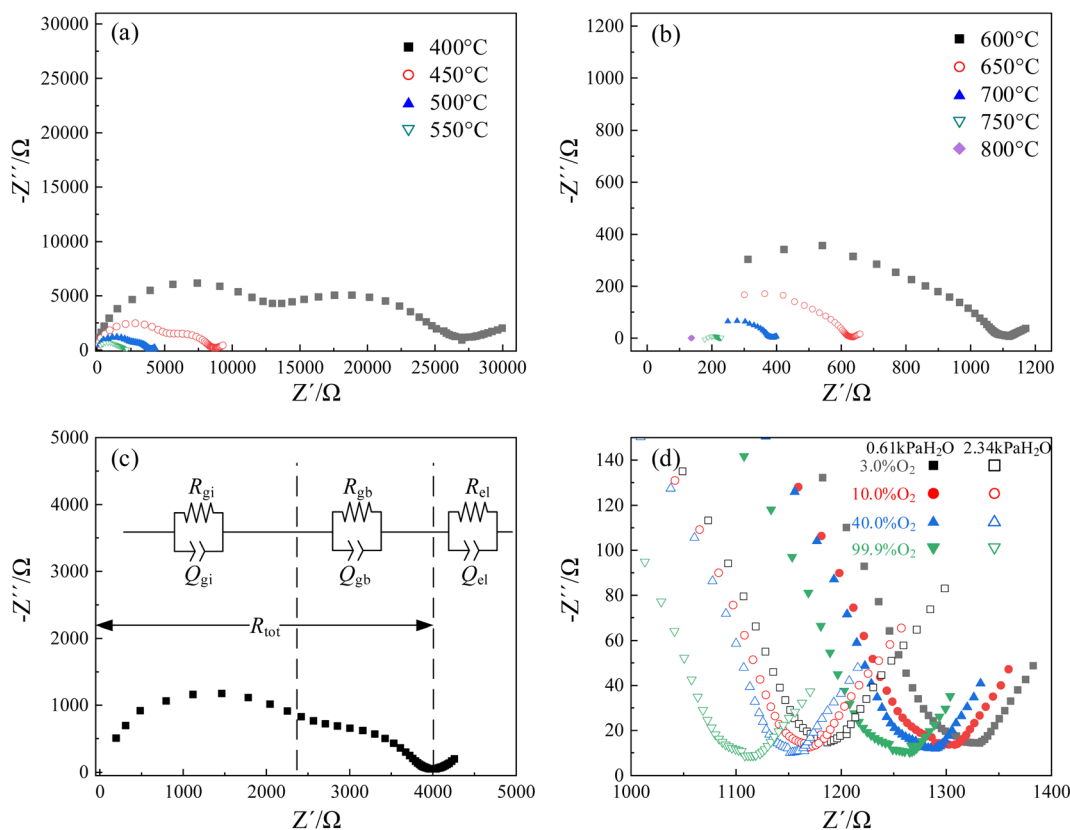 (a)
400°C
450°C
500°C
550°C
30000
25000
20000
15000
10000
5000
0
0 5000 10000 15000 20000 25000 30000
-Z´´/Ω
Z´/Ω
(b)
600°C
650°C
700°C
750°C
800°C
1200
1000
800
600
400
200
0
0 200 400 600 800 1000 1200
-Z´´/Ω
Z´/Ω
(c)
5000
4000
3000
2000
1000
0
Rgi Rgb Rel
Qgi Qgb Qel
Rtot
0 1000 2000 3000 4000 5000
-Z´´/Ω
Z´/Ω
(d)
0.61kPaH2O 2.34kPaH2O
3.0%O2
10.0%O2
40.0%O2
99.9%O2
140
120
100
80
60
40
20
0
1000 1100 1200 1300 1400
-Z´´/Ω
Z´/Ω